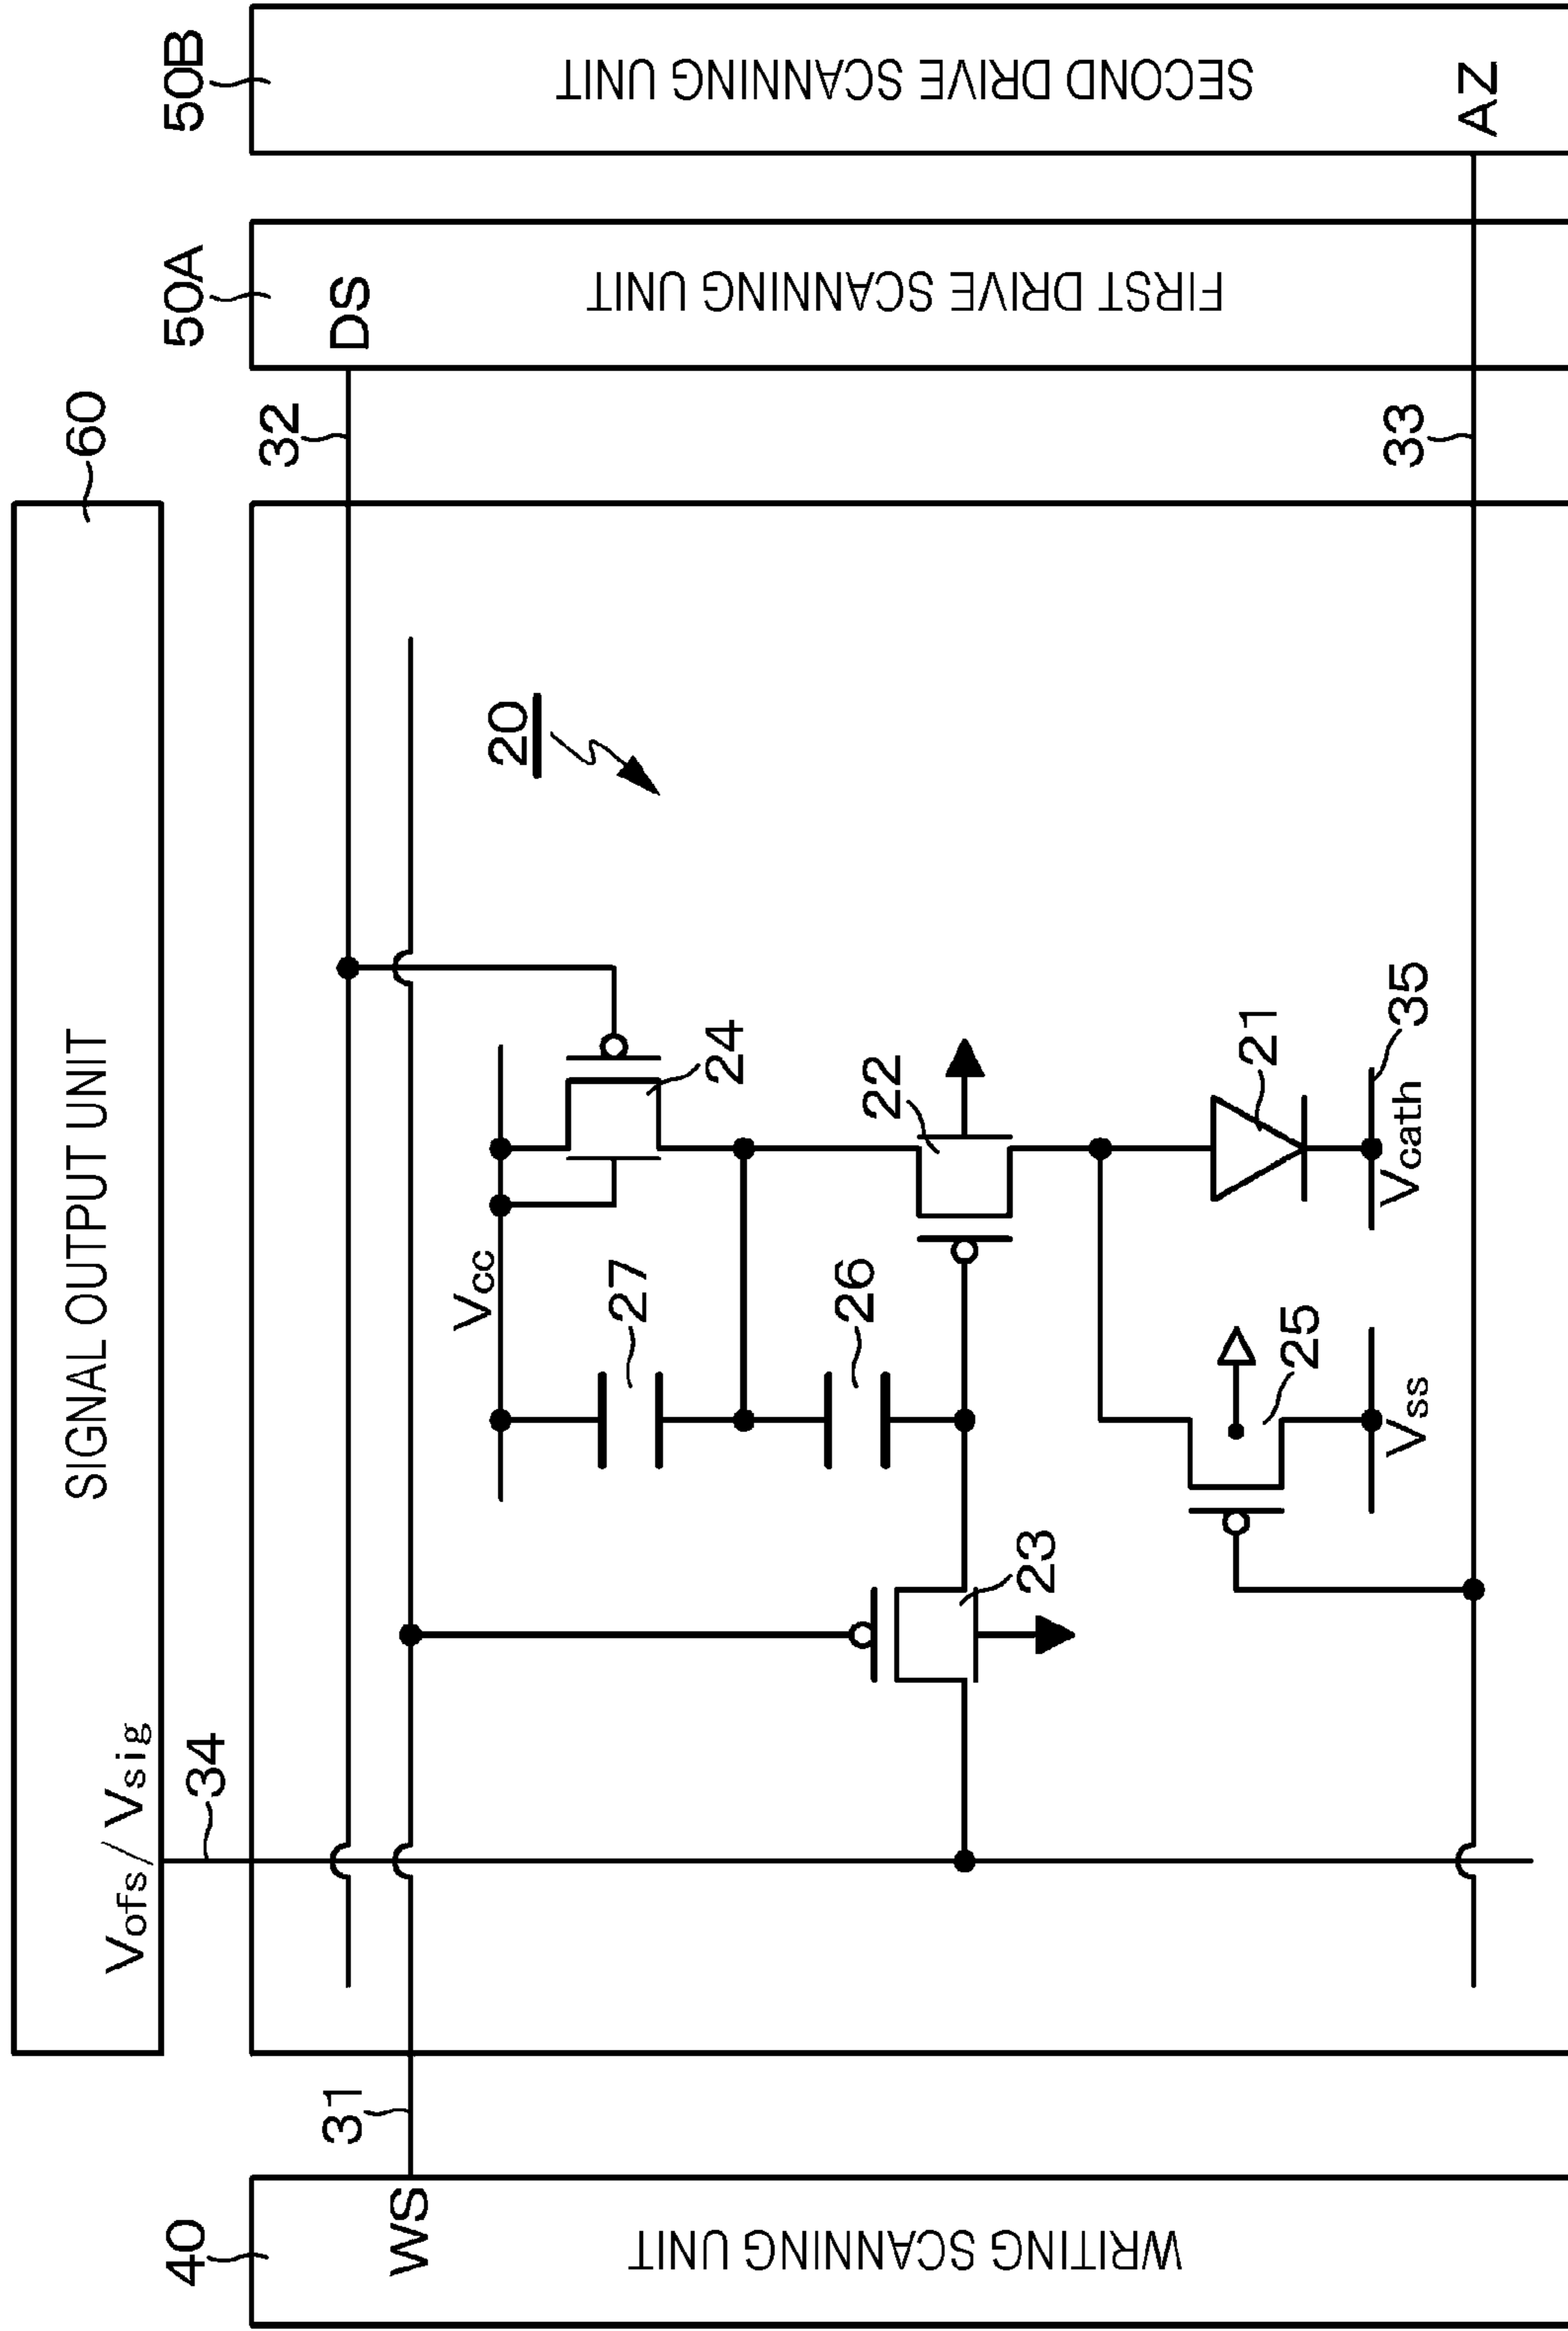 60
SIGNAL OUTPUT UNIT
Vofs/Vsig
40
31
34
32
50A
50B
WS
DS
WRITING SCANNING UNIT
FIRST DRIVE SCANNING UNIT
SECOND DRIVE SCANNING UNIT
Vcc
20
27
24
26
22
23
25
21
Vss
Vcath
35
33
AZ